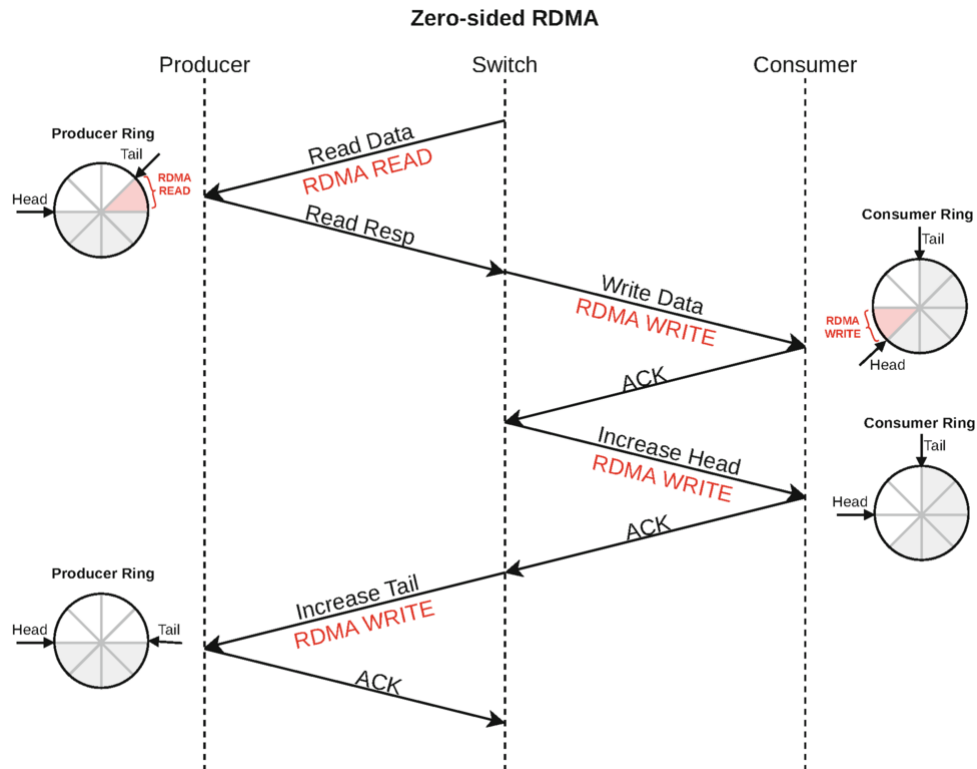 Zero-sided RDMA
Producer
Switch
Consumer
Producer Ring
Tail
Head
RDMA
READ
Read Data
RDMA READ
Read Resp
Write Data
RDMA WRITE
Consumer Ring
Tail
RDMA
WRITE
Head
ACK
Increase Head
RDMA WRITE
Consumer Ring
Tail
Head
ACK
Increase Tail
RDMA WRITE
Producer Ring
Head
Tail
ACK